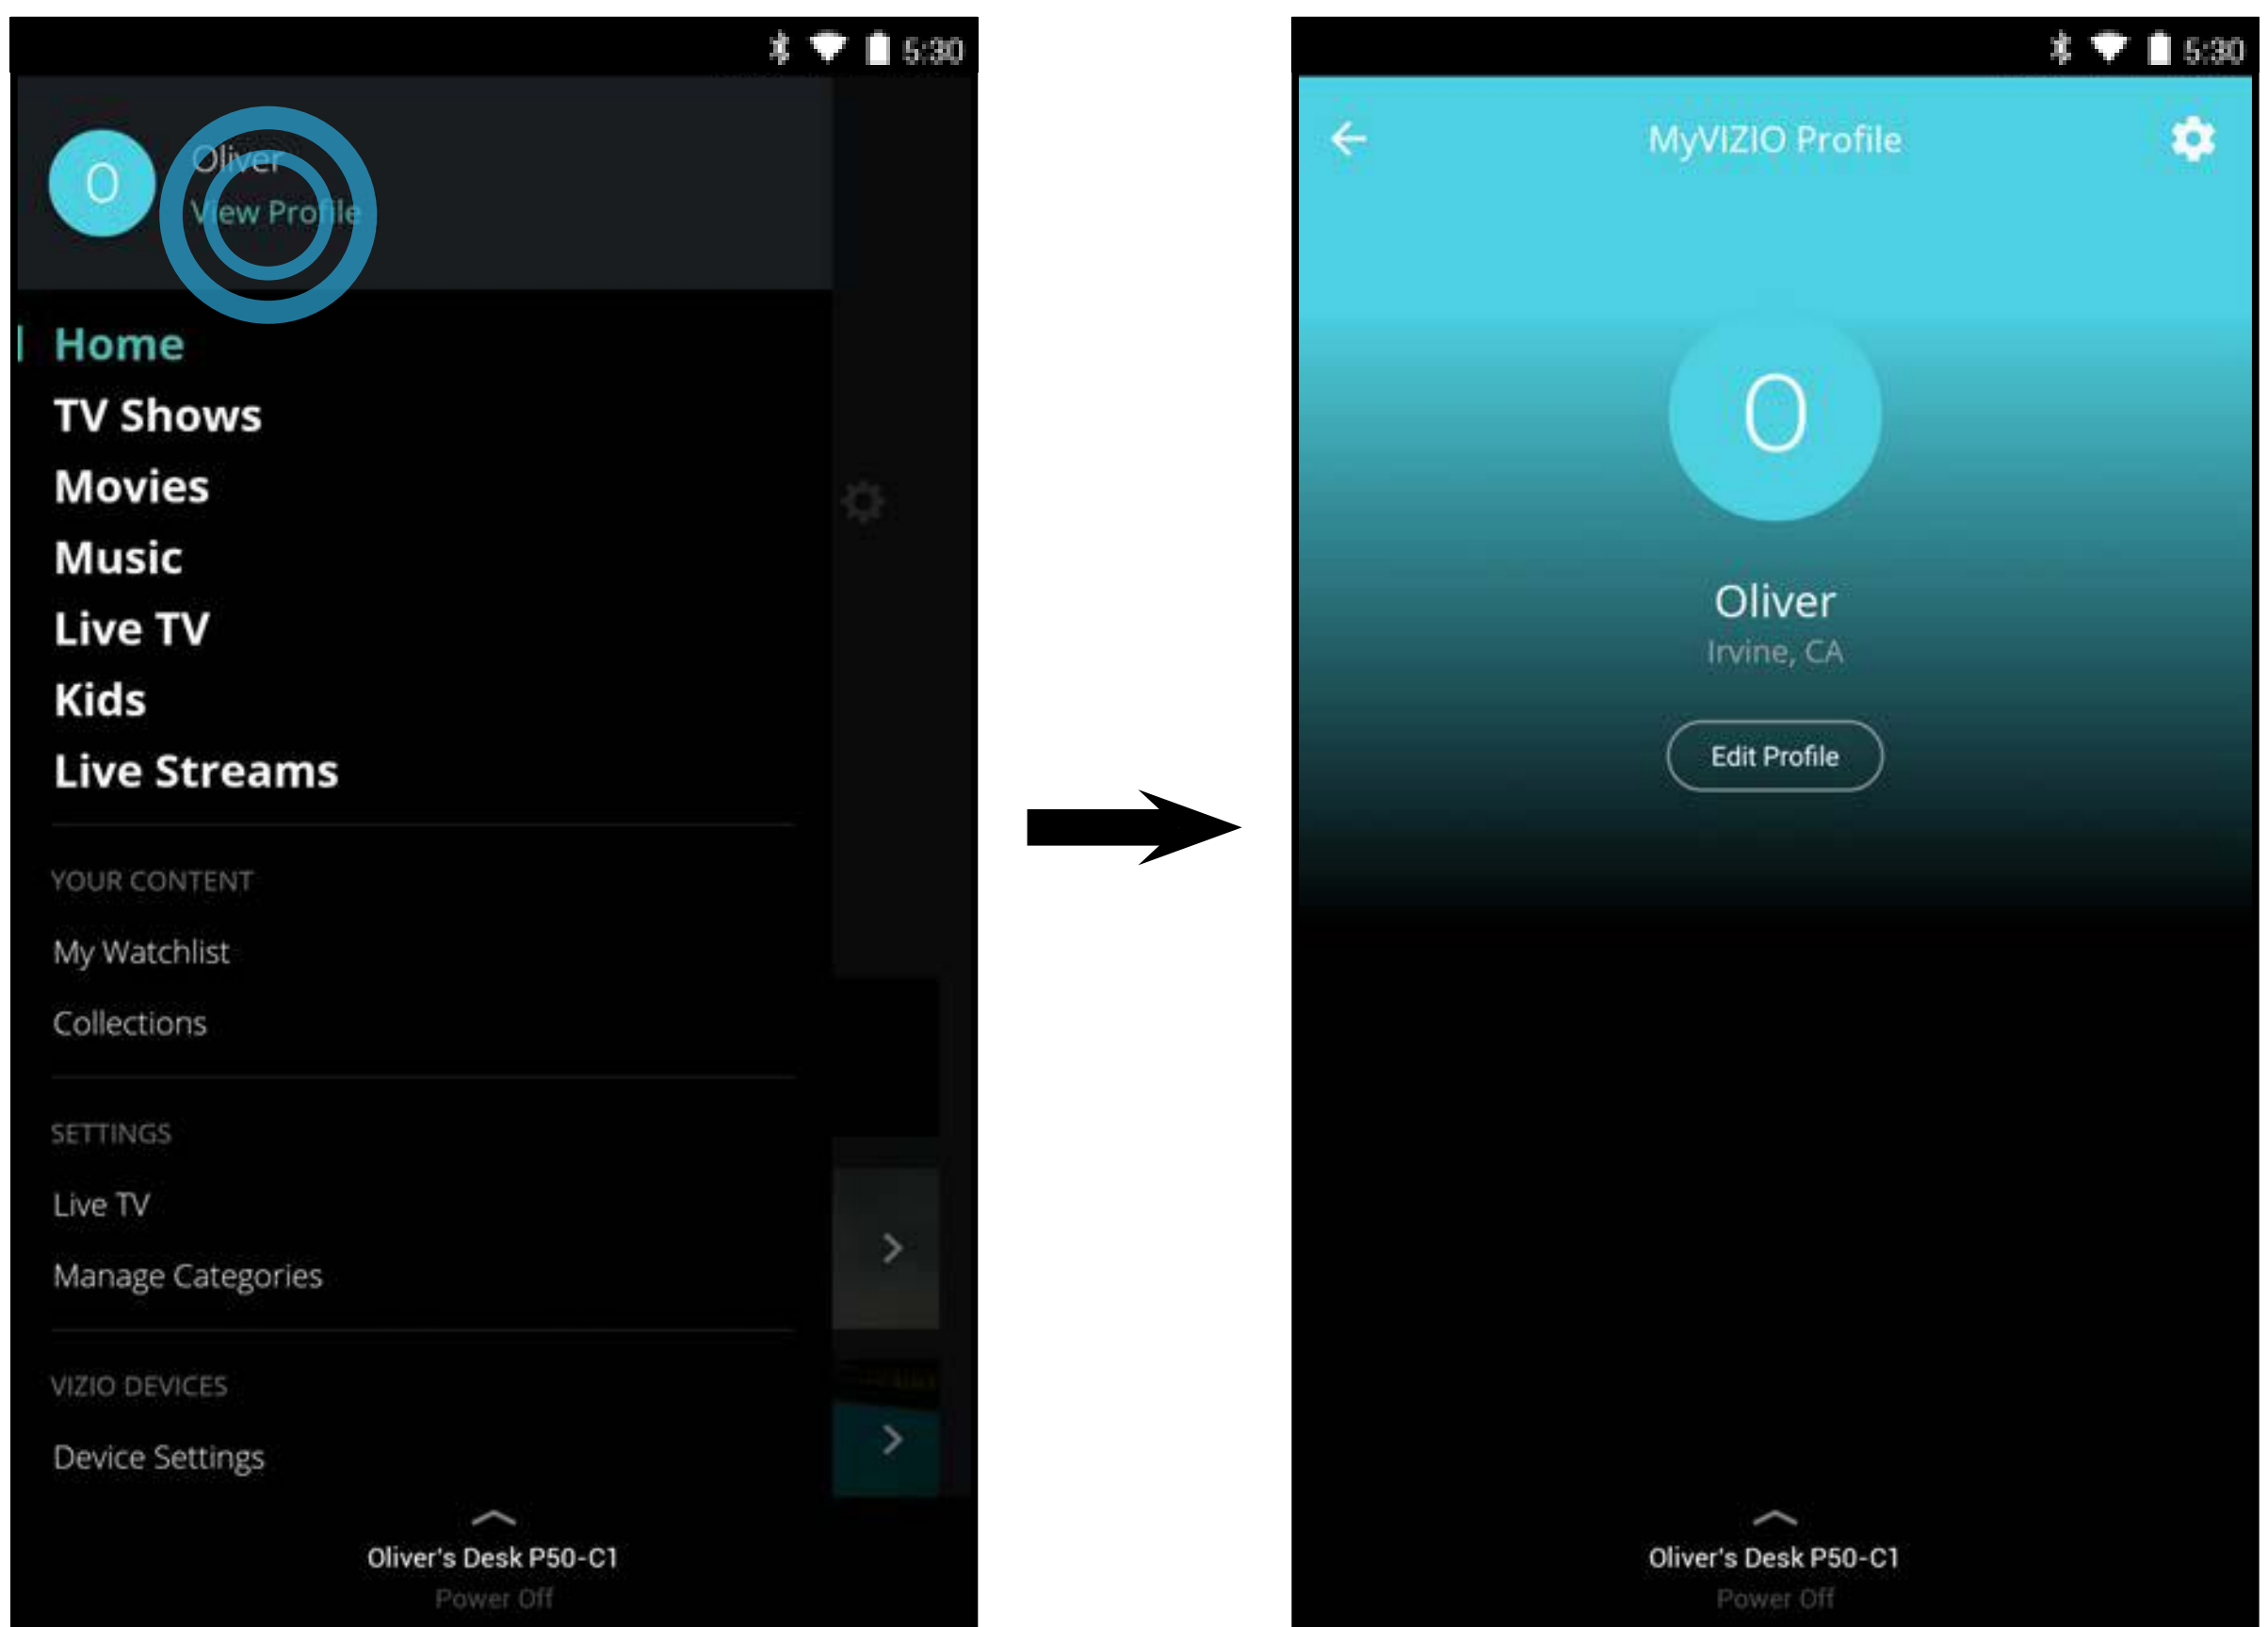 5:30
O
Oliver
View Profile
Home
TV Shows
Movies
Music
Live TV
Kids
Live Streams
YOUR CONTENT
My Watchlist
Collections
SETTINGS
Live TV
Manage Categories
VIZIO DEVICES
Device Settings
Oliver's Desk P50-C1
Power Off
5:30
MyVIZIO Profile
O
Oliver
Irvine, CA
Edit Profile
Oliver's Desk P50-C1
Power Off